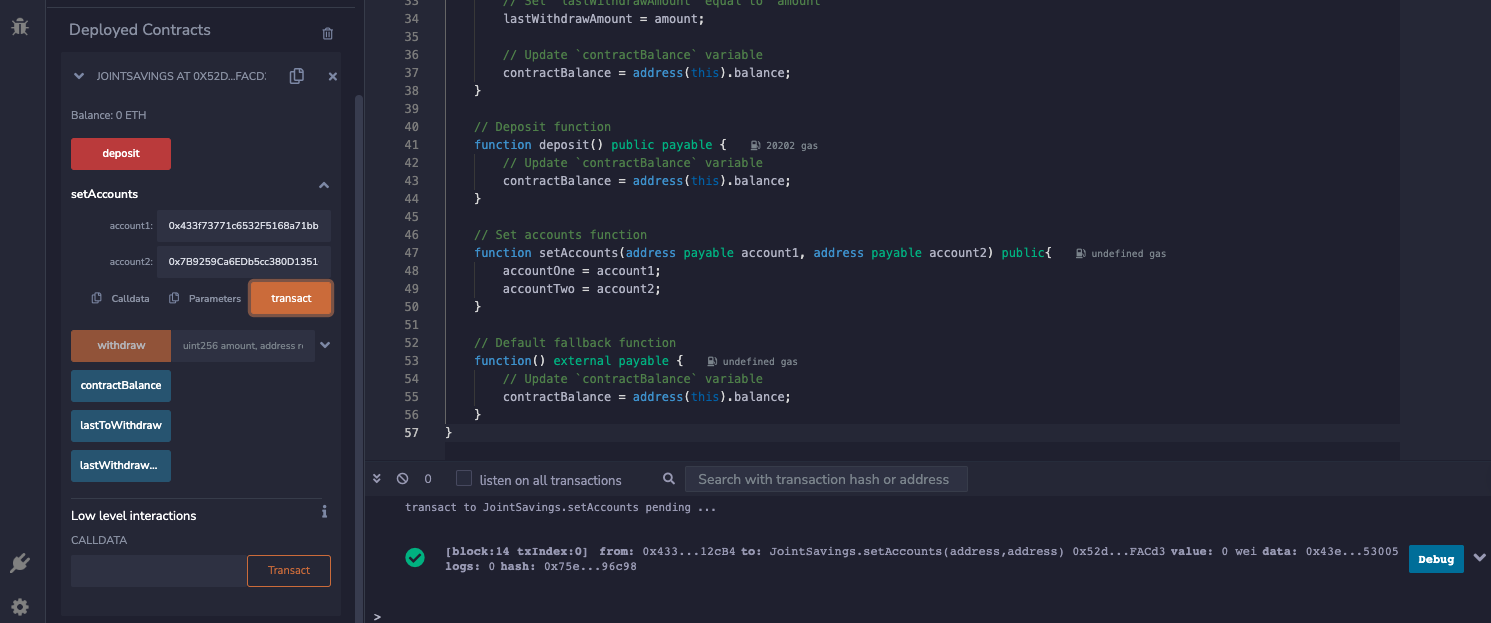 Deployed Contracts
JOINTSAVINGS AT 0X52D...FACD3
Balance: 0 ETH
deposit
setAccounts
account1: 0x433f73771c6532F5168a71bb
account2: 0x7B9259Ca6EDb5cc380D1351
Calldata Parameters transact
withdraw uint256 amount, address re
contractBalance
lastToWithdraw
lastWithdraw...
Low level interactions
CALLDATA
Transact
33 // Set `lastWithdrawAmount` equal to `amount`
34 lastWithdrawAmount = amount;
35
36 // Update `contractBalance` variable
37 contractBalance = address(this).balance;
38 }
39
40 // Deposit function
41 function deposit() public payable { 20202 gas
42 // Update `contractBalance` variable
43 contractBalance = address(this).balance;
44 }
45
46 // Set accounts function
47 function setAccounts(address payable account1, address payable account2) public{ undefined gas
48 accountOne = account1;
49 accountTwo = account2;
50 }
51
52 // Default fallback function
53 function() external payable { undefined gas
54 // Update `contractBalance` variable
55 contractBalance = address(this).balance;
56 }
57 }
0 listen on all transactions Search with transaction hash or address
transact to JointSavings.setAccounts pending ...
[block:14 txIndex:0] from: 0x433...12cB4 to: JointSavings.setAccounts(address,address) 0x52d...FACd3 value: 0 wei data: 0x43e...53005
logs: 0 hash: 0x75e...96c98
Debug
>